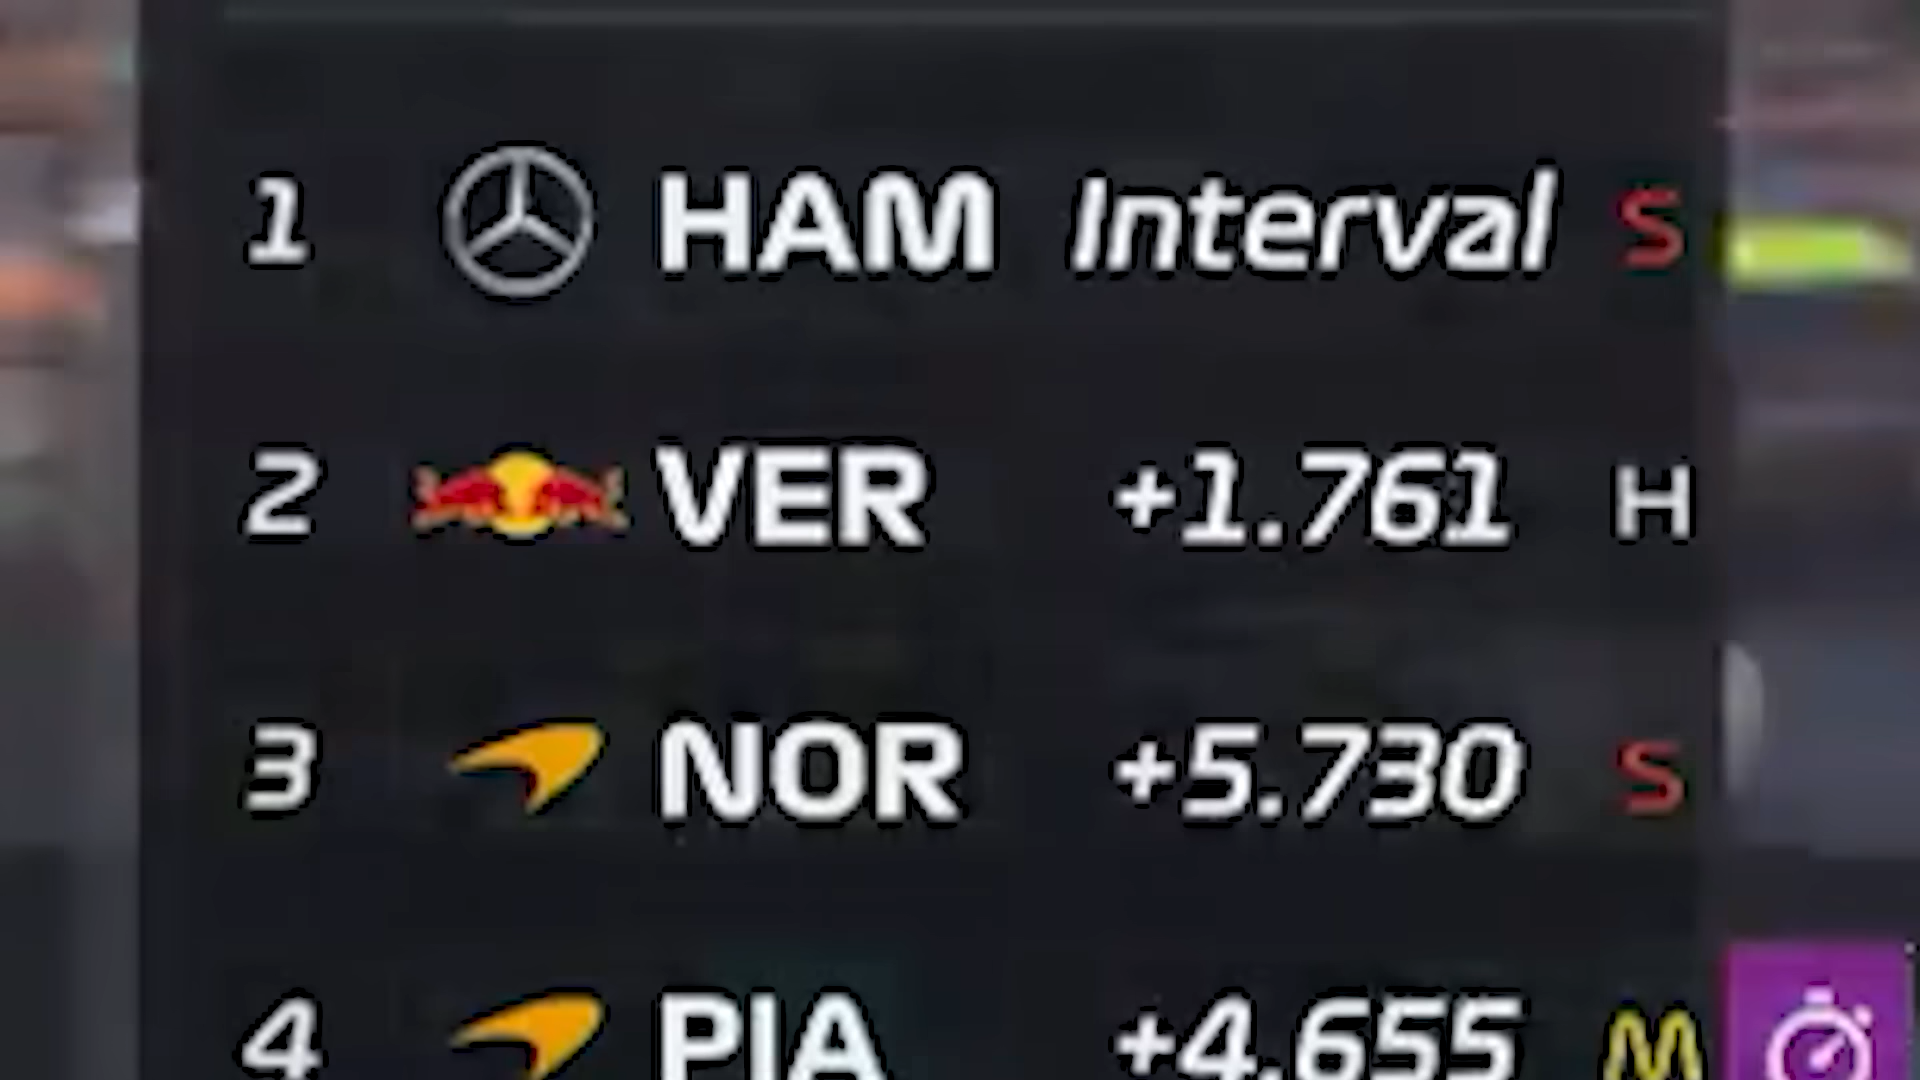 1 HAM Interval S
2 VER +1.761 H
3 NOR +5.730 S
4 PIA +4.655 M